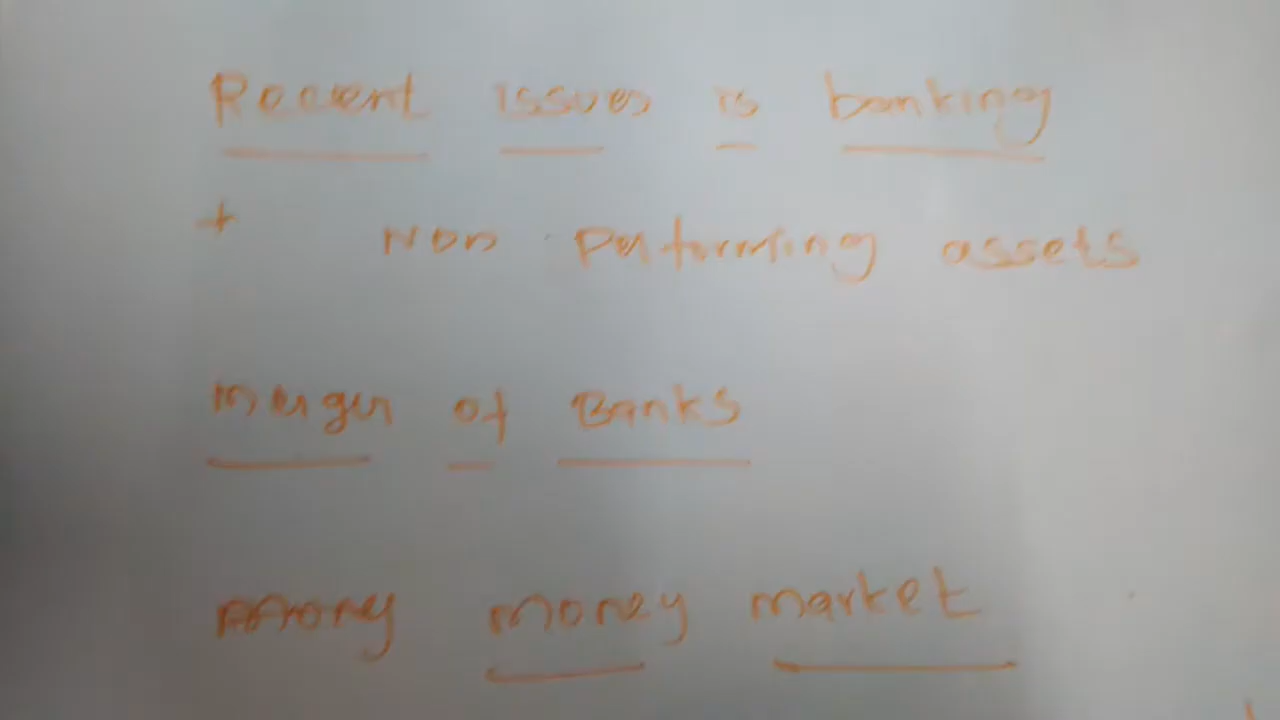 Recent issues is banking
+ Non Performing assets
Merger of Banks
money market